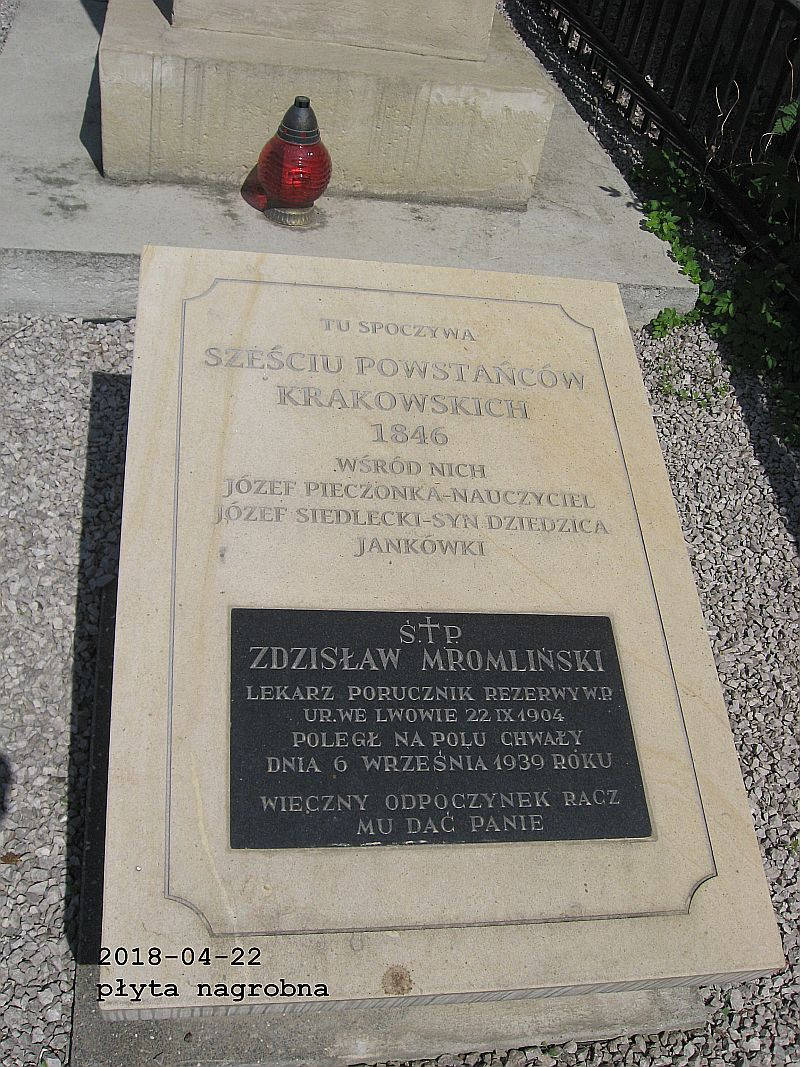 TU SPOCZYWA
SZEŚCIU POWSTAŃCÓW
KRAKOWSKICH
1846
WŚRÓD NICH
JÓZEF PIECZONKA-NAUCZYCIEL
JÓZEF SIEDLECKI-SYN DZIEDZICA
JANKÓWKI
Ś.†P.
ZDZISŁAW MROMLIŃSKI
LEKARZ PORUCZNIK REZERWY W.P.
UR.WE LWOWIE 22 IX 1904
POLEGŁ NA POLU CHWAŁY
DNIA 6 WRZEŚNIA 1939 ROKU
WIĘCZNY ODPOCZYNEK RACZ
MU DAĆ PANIE
2018-04-22
płyta nagrobna